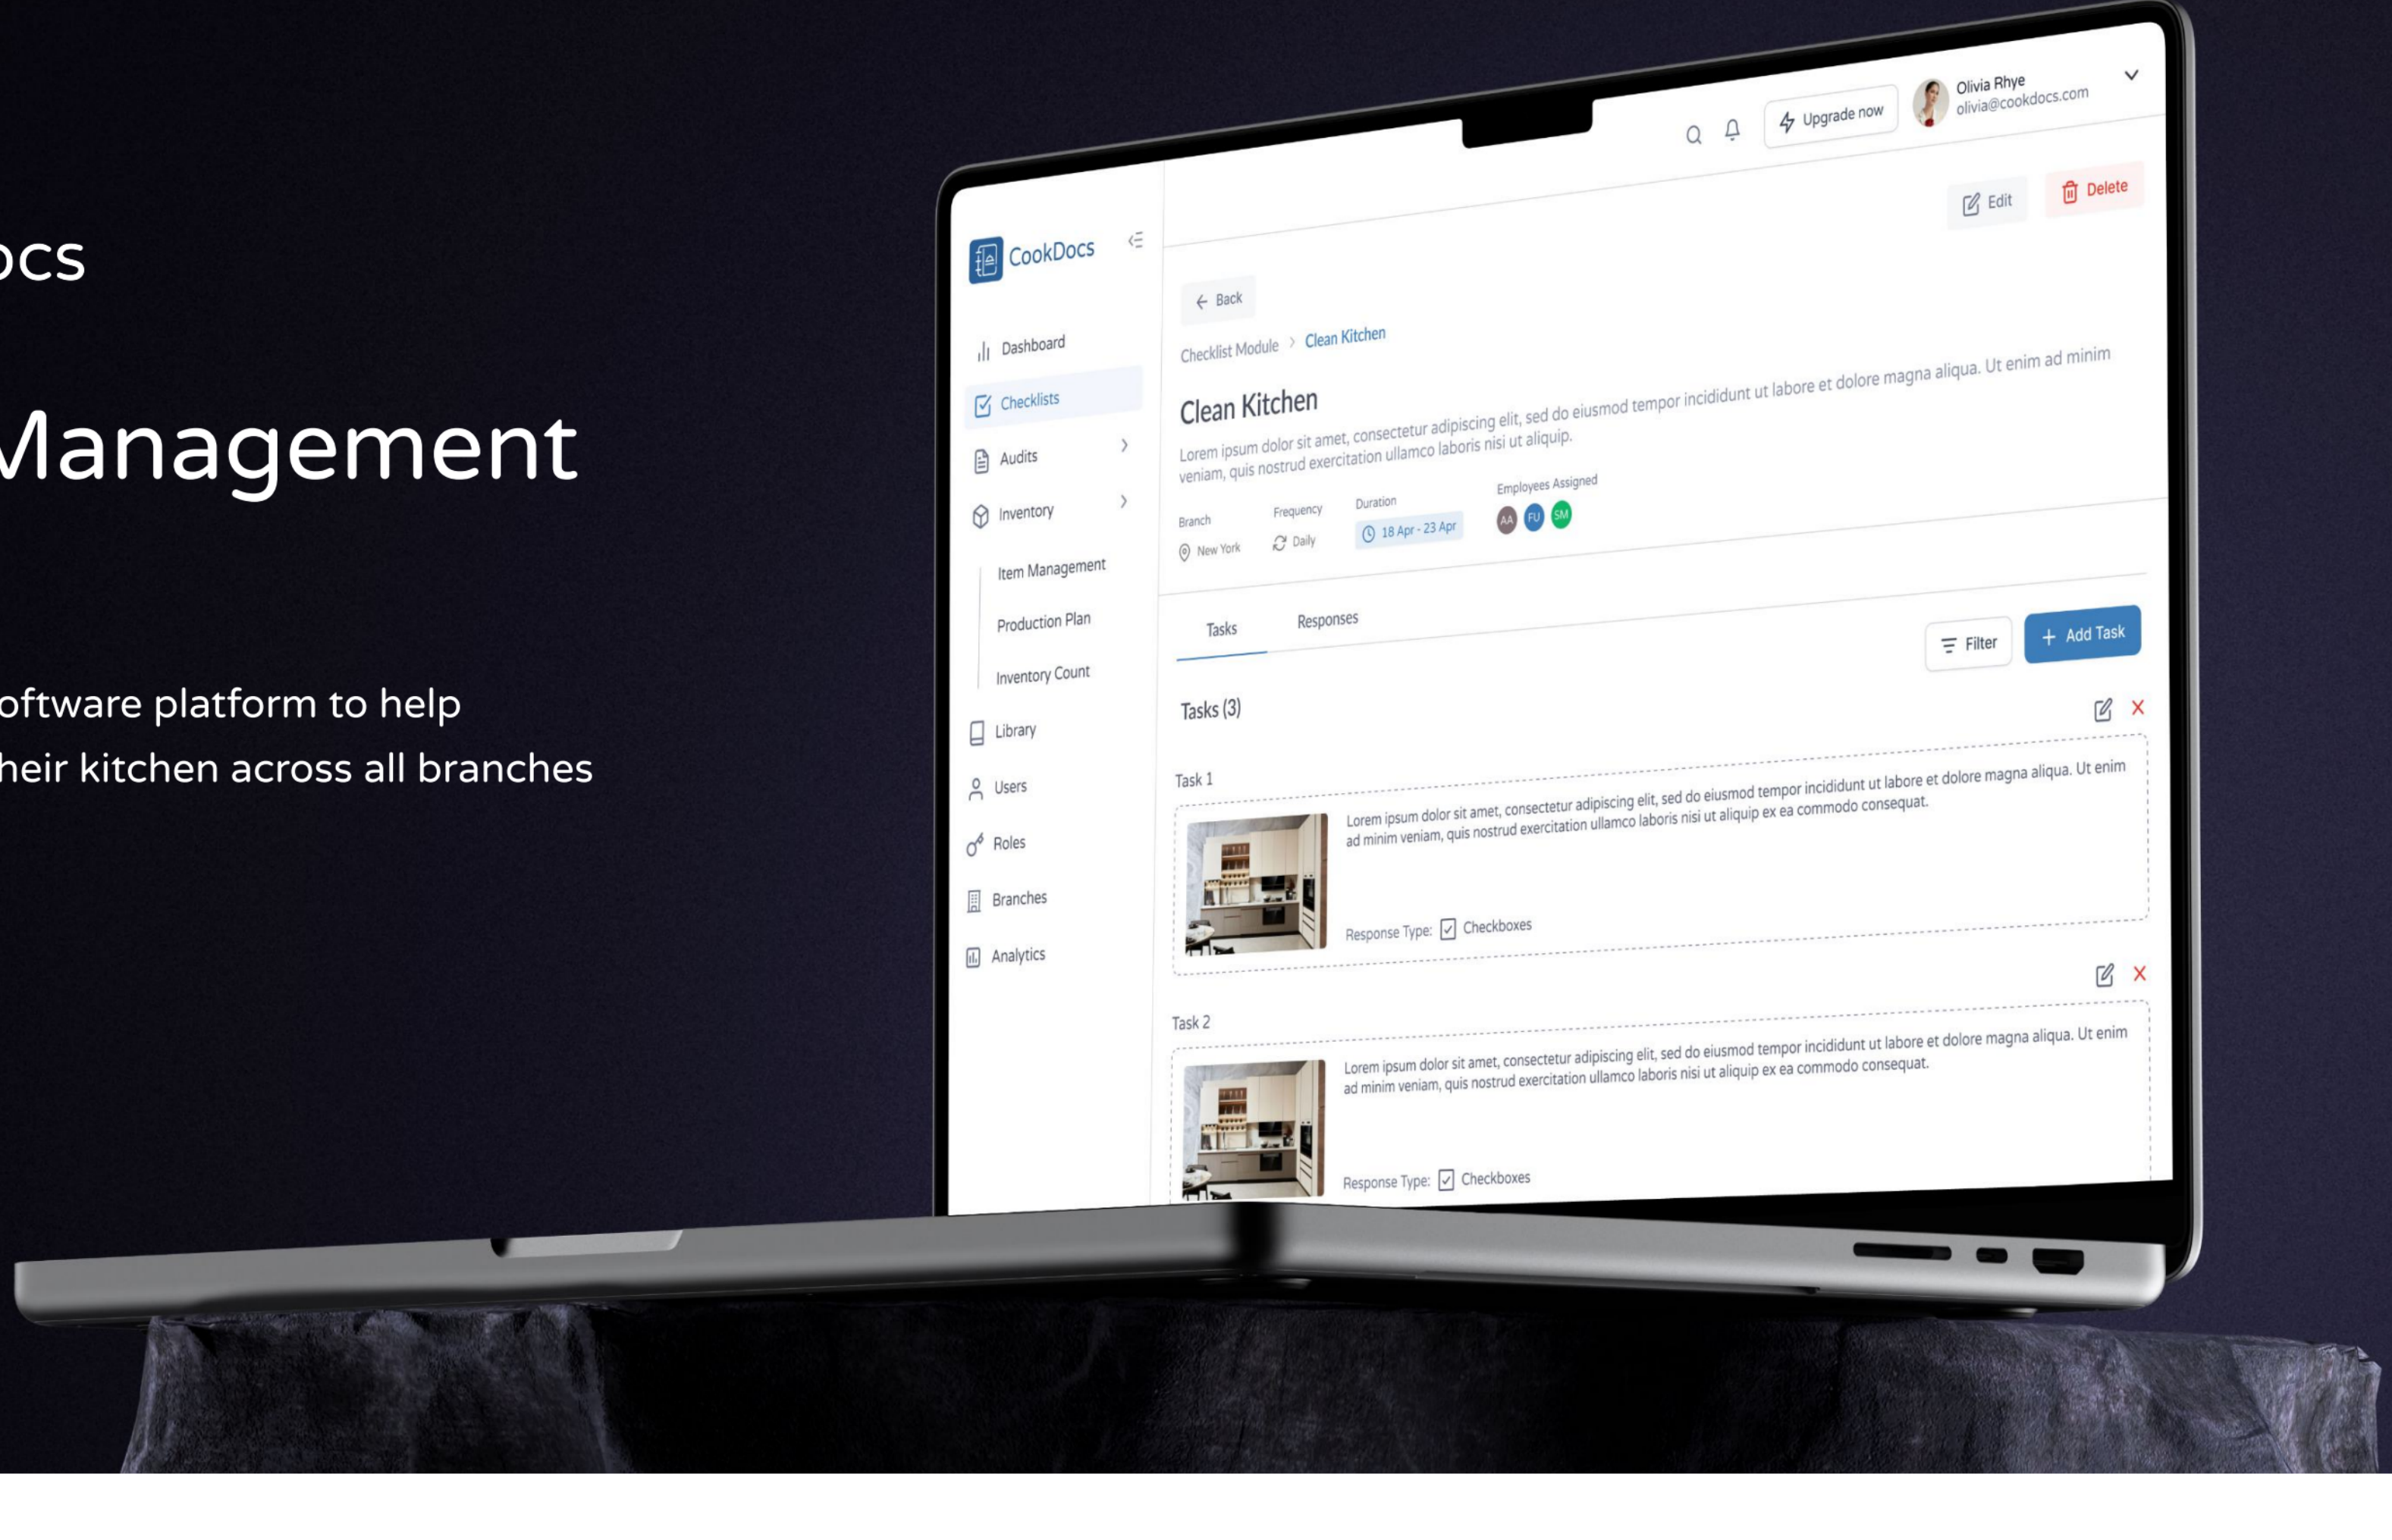 ocs
Management
oftware platform to help
heir kitchen across all branches
CookDocs
Dashboard
Checklists
Audits
Inventory
Item Management
Production Plan
Inventory Count
Library
Users
Roles
Branches
Analytics
Upgrade now
Olivia Rhye
olivia@cookdocs.com
Edit
Delete
Back
Checklist Module > Clean Kitchen
Clean Kitchen
Lorem ipsum dolor sit amet, consectetur adipiscing elit, sed do eiusmod tempor incididunt ut labore et dolore magna aliqua. Ut enim ad minim
veniam, quis nostrud exercitation ullamco laboris nisi ut aliquip.
Branch
New York
Frequency
Daily
Duration
18 Apr - 23 Apr
Employees Assigned
AA FU SM
Tasks
Responses
Filter
+ Add Task
Tasks (3)
Task 1
Lorem ipsum dolor sit amet, consectetur adipiscing elit, sed do eiusmod tempor incididunt ut labore et dolore magna aliqua. Ut enim
ad minim veniam, quis nostrud exercitation ullamco laboris nisi ut aliquip ex ea commodo consequat.
Response Type: Checkboxes
Task 2
Lorem ipsum dolor sit amet, consectetur adipiscing elit, sed do eiusmod tempor incididunt ut labore et dolore magna aliqua. Ut enim
ad minim veniam, quis nostrud exercitation ullamco laboris nisi ut aliquip ex ea commodo consequat.
Response Type: Checkboxes